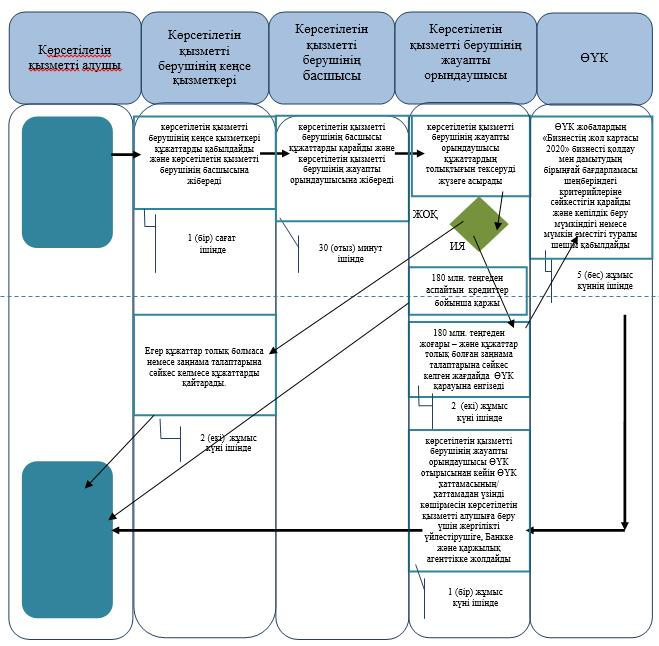 Көрсетілетін
қызметті алушы
Көрсетілетін
қызметті
берушінің кеңсе
қызметкері
Көрсетілетін
қызметті
берушінің
басшысы
Көрсетілетін
қызметті берушінің
жауапты
орындаушысы
ӨҮК
көрсетілетін қызметті
берушінің кеңсе қызметкері
құжаттарды қабылдайды
және көрсетілетін қызметті
берушінің басшысына
жібереді
1 (бір) сағат
ішінде
көрсетілетін қызметті
берушінің басшысы
құжаттарды қарайды және
көрсетілетін қызметті
берушінің жауапты
орындаушысына жібереді
30 (отыз) минут
ішінде
көрсетілетін қызметті
берушінің жауапты
орындаушысы
құжаттардың
толықтығын тексеруді
жүзеге асырады
ЖОҚ
ИЯ
180 млн. теңгеден
аспайтын кредиттер
бойынша қаржы
180 млн. теңгеден
жоғары – және құжаттар
толық болған заңнама
талаптарына сәйкес
келген жағдайда ӨҮК
қарауына енгізеді
2 (екі) жұмыс
күні ішінде
көрсетілетін қызметті
берушінің жауапты
орындаушысы ӨҮК
отырысынан кейін ӨҮК
хаттамасының/
хаттамадан үзінді
көшірмесін көрсетілетін
қызметті алушыға беру
үшін жергілікті
үйлестірушіге, Банкке
және қаржылық
агенттікке жолдайды
1 (бір) жұмыс
күні ішінде
ӨҮК жобалардың
«Бизнестің жол картасы
2020» бизнесті қолдау
мен дамытудың
бірыңғай бағдарламасы
шеңберіндегі
критерийлеріне
сәйкестігін қарайды
және кепілдік беру
мүмкіндігі немесе
мүмкін еместігі туралы
шешім қабылдайды
5 (бес) жұмыс
күннің ішінде
Егер құжаттар толық болмаса
немесе заңнама талаптарына
сәйкес келмесе құжаттарды
қайтарады.
2 (екі) жұмыс
күні ішінде